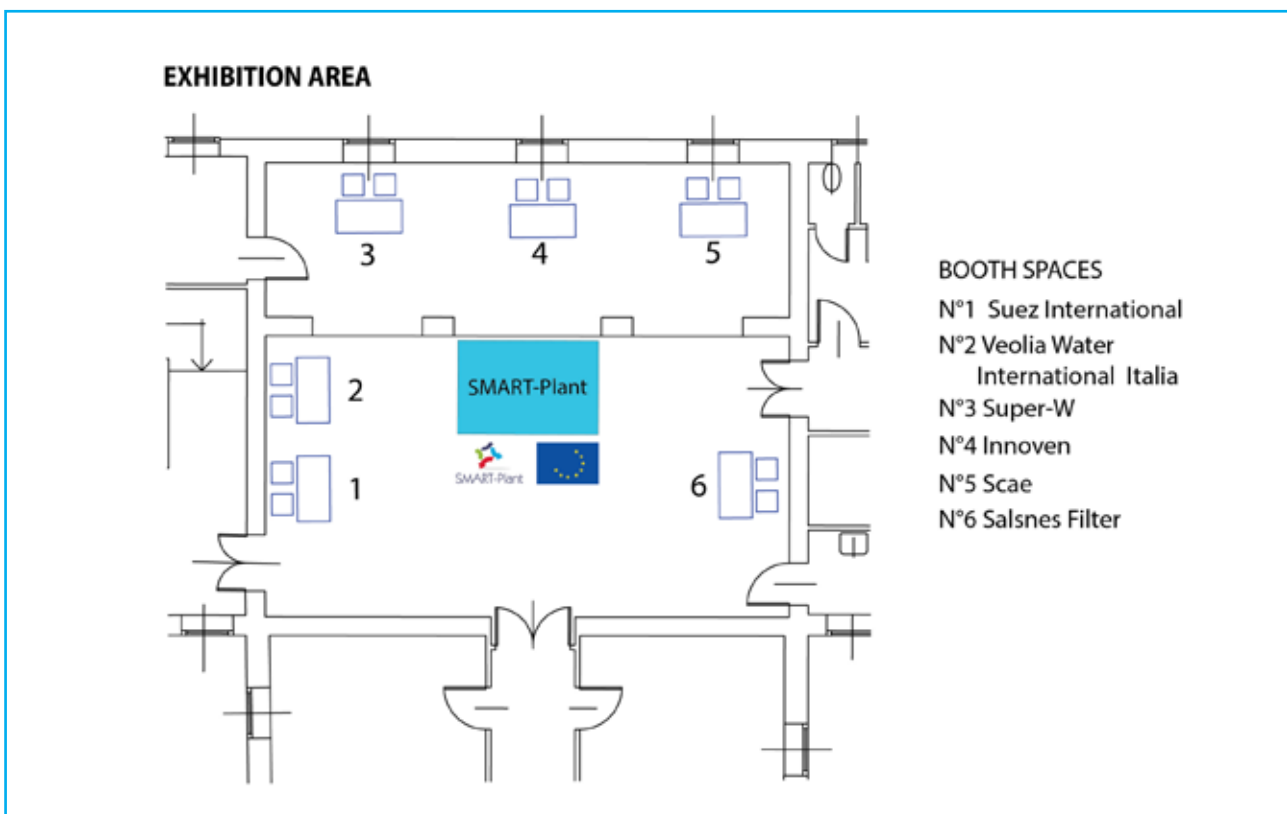 EXHIBITION AREA
3
4
5
2
SMART-Plant
SMART-Plant
1
6
BOOTH SPACES
N°1 Suez International
N°2 Veolia Water
International Italia
N°3 Super-W
N°4 Innoven
N°5 Scae
N°6 Salsnes Filter